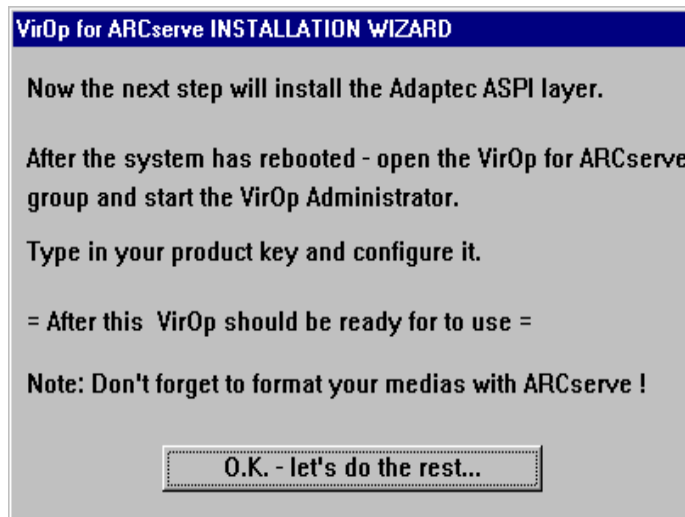 VirOp for ARCserve INSTALLATION WIZARD
Now the next step will install the Adaptec ASPI layer.
After the system has rebooted - open the VirOp for ARCserve
group and start the VirOp Administrator.
Type in your product key and configure it.
= After this  VirOp should be ready for to use =
Note: Don't forget to format your medias with ARCserve !
O.K. - let's do the rest...